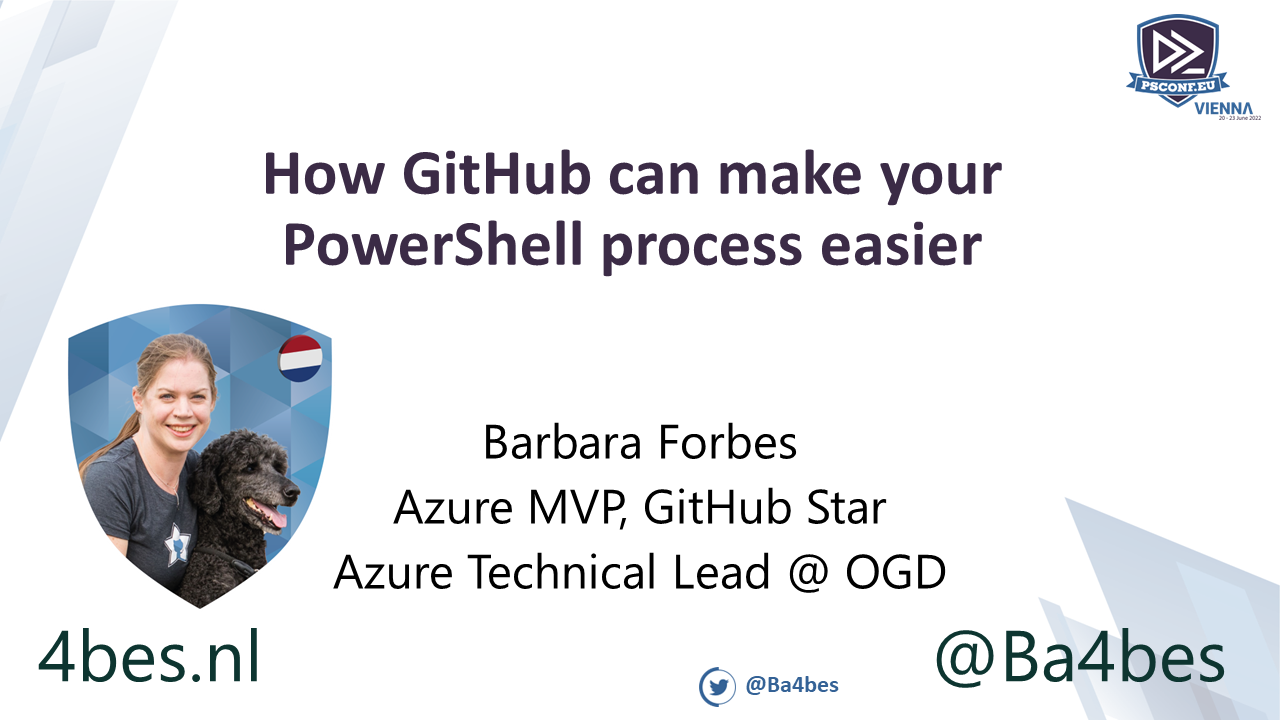 PSCONF.EU
VIENNA
20 - 23 June 2022
How GitHub can make your
PowerShell process easier
Barbara Forbes
Azure MVP, GitHub Star
Azure Technical Lead @ OGD
4bes.nl
@Ba4bes
@Ba4bes